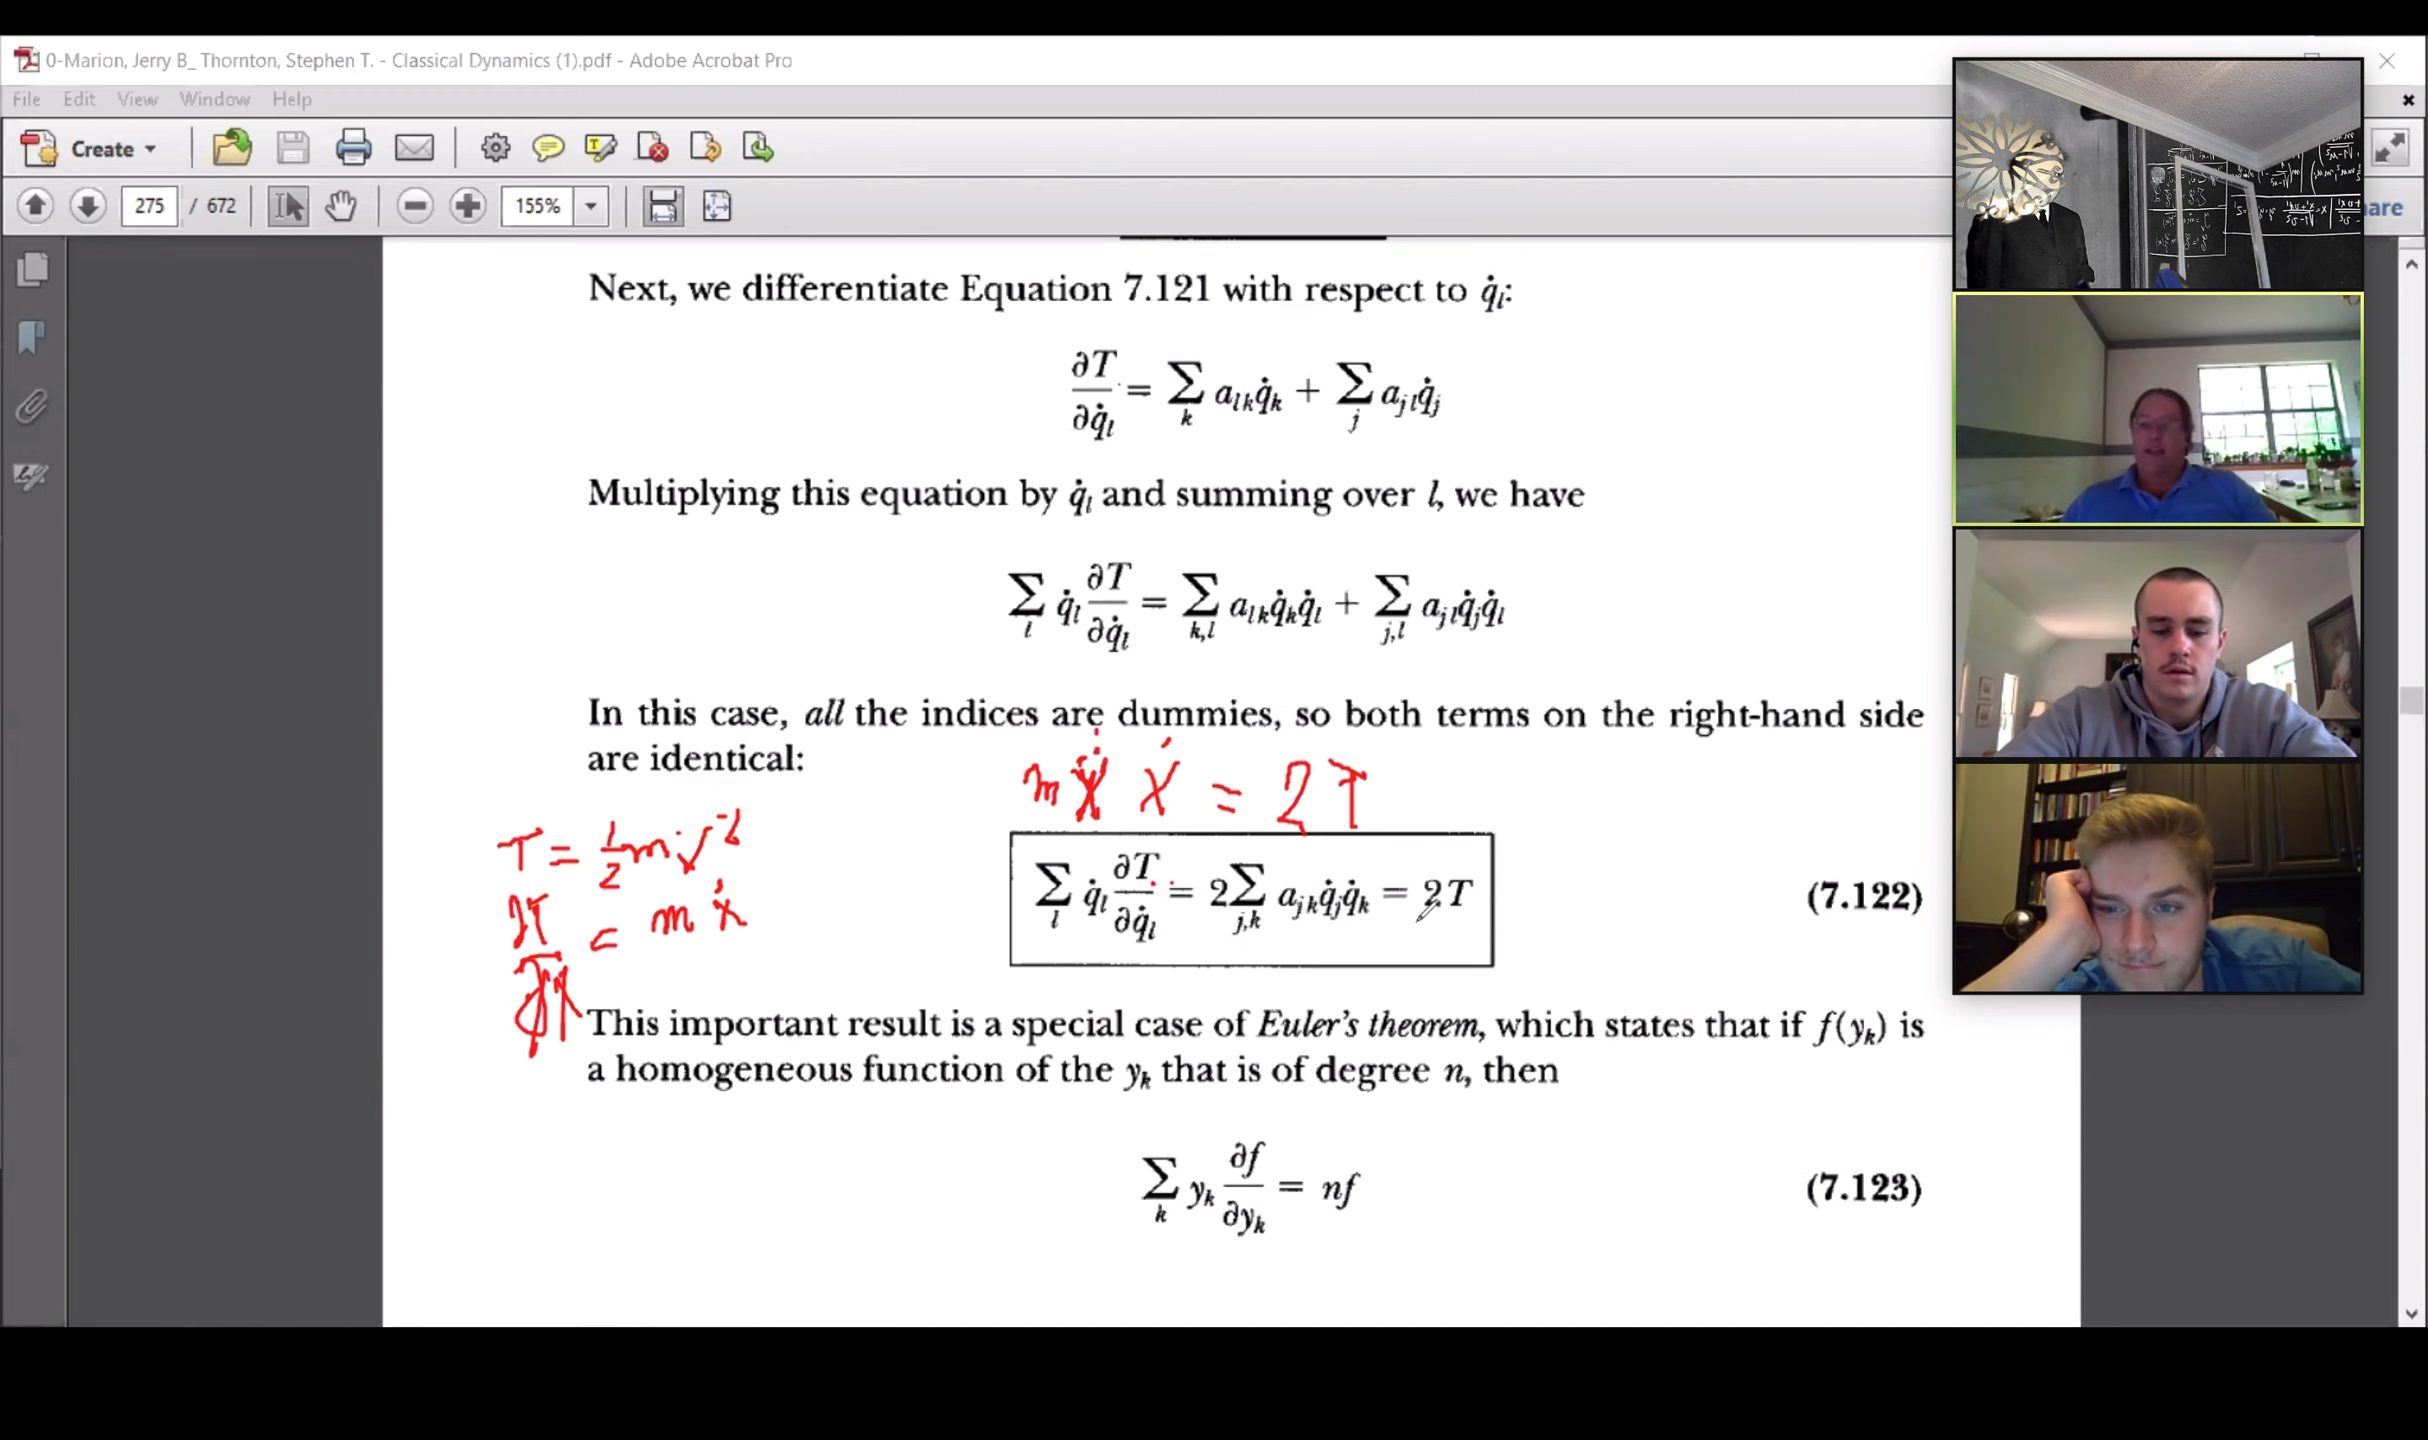 0-Marion, Jerry B_ Thornton, Stephen T. - Classical Dynamics (1).pdf - Adobe Acrobat Pro
File Edit View Window Help
Create
275 / 672 155%
Next, we differentiate Equation 7.121 with respect to q̇ₗ:
∂T/∂q̇ₗ = Σₖ aₗₖq̇ₖ + Σⱼ aⱼₗq̇ⱼ
Multiplying this equation by q̇ₗ and summing over l, we have
Σₗ q̇ₗ ∂T/∂q̇ₗ = Σₖ,ₗ aₗₖq̇ₖq̇ₗ + Σⱼ,ₗ aⱼₗq̇ⱼq̇ₗ
In this case, all the indices are dummies, so both terms on the right-hand side
are identical:
mẋ ẋ = 2T
T = 1/2 mẋ²
∂T/∂ẋ = mẋ
Σₗ q̇ₗ ∂T/∂q̇ₗ = 2Σⱼ,ₖ aⱼₖq̇ⱼq̇ₖ = 2T (7.122)
This important result is a special case of Euler's theorem, which states that if f(yₖ) is
a homogeneous function of the yₖ that is of degree n, then
Σₖ yₖ ∂f/∂yₖ = nf (7.123)